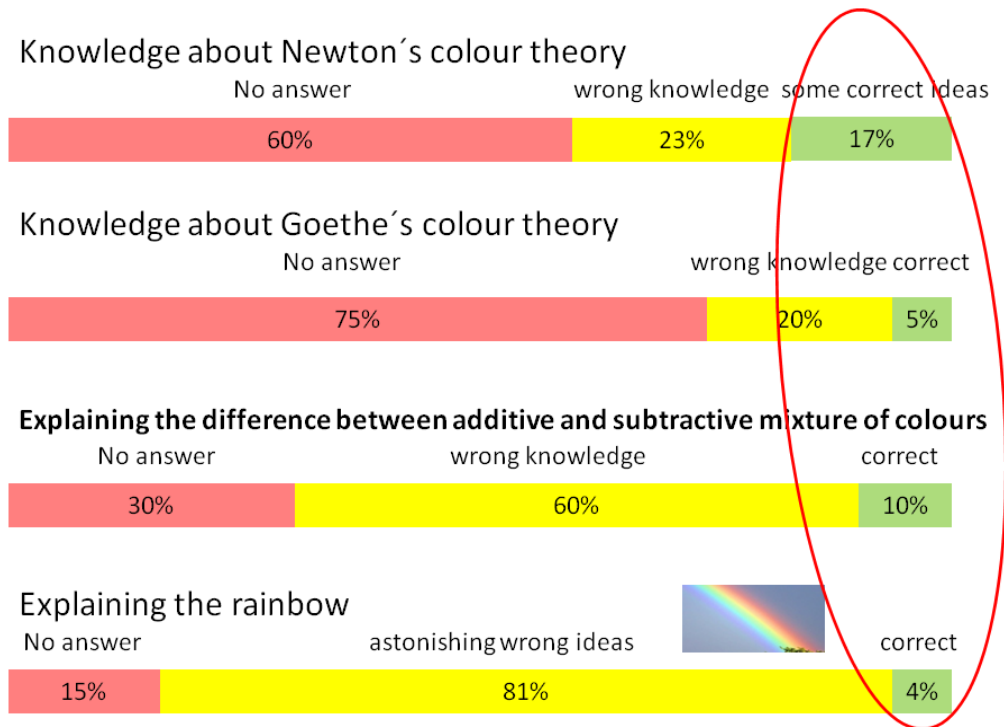 Knowledge about Newton´s colour theory
No answer wrong knowledge some correct ideas
60% 23% 17%
Knowledge about Goethe´s colour theory
No answer wrong knowledge correct
75% 20% 5%
Explaining the difference between additive and subtractive mixture of colours
No answer wrong knowledge correct
30% 60% 10%
Explaining the rainbow
No answer astonishing wrong ideas correct
15% 81% 4%